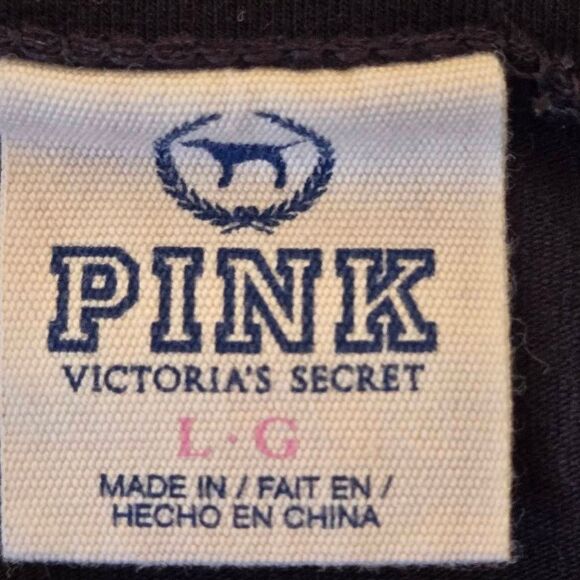 PINK
VICTORIA'S SECRET
L · G
MADE IN / FAIT EN /
HECHO EN CHINA